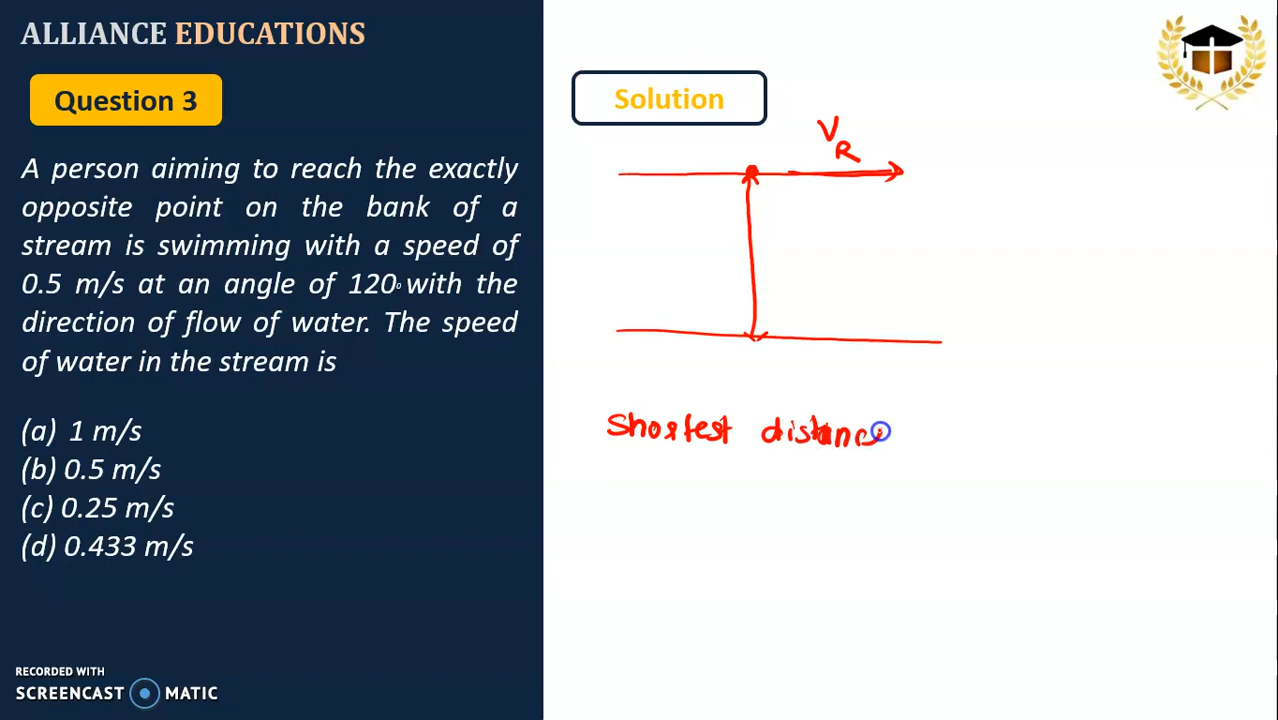 ALLIANCE EDUCATIONS
Question 3
A person aiming to reach the exactly
opposite point on the bank of a
stream is swimming with a speed of
0.5 m/s at an angle of 120° with the
direction of flow of water. The speed
of water in the stream is
(a) 1 m/s
(b) 0.5 m/s
(c) 0.25 m/s
(d) 0.433 m/s
RECORDED WITH
SCREENCAST MATIC
Solution
VR
Shortest distanc